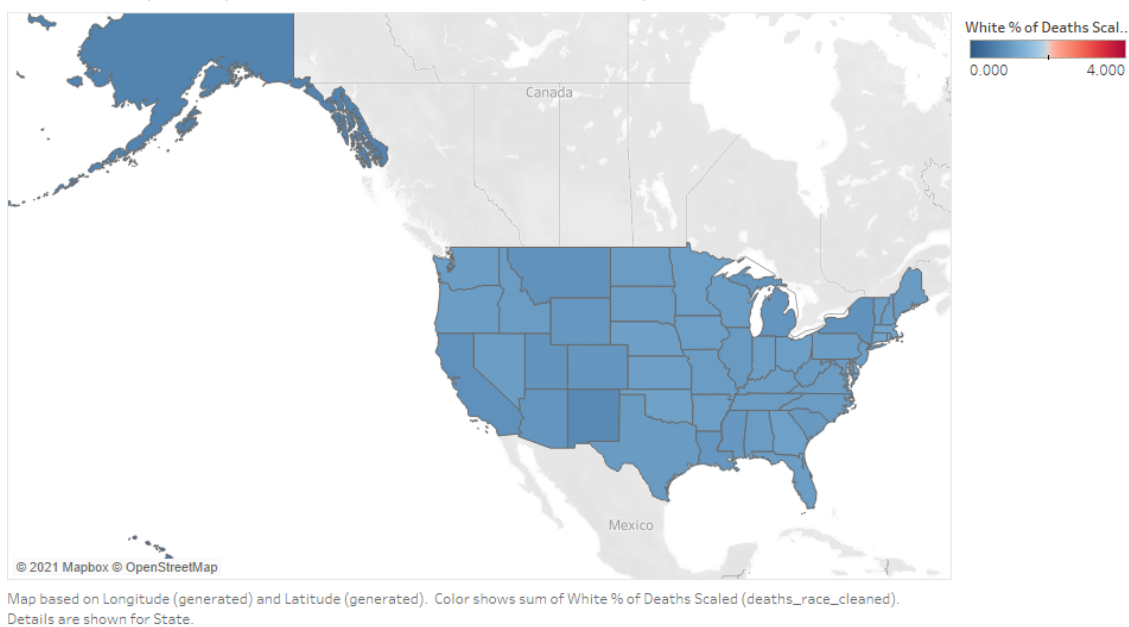 White % of Deaths Scal..
0.000 4.000
Canada
Mexico
© 2021 Mapbox © OpenStreetMap
Map based on Longitude (generated) and Latitude (generated). Color shows sum of White % of Deaths Scaled (deaths_race_cleaned).
Details are shown for State.